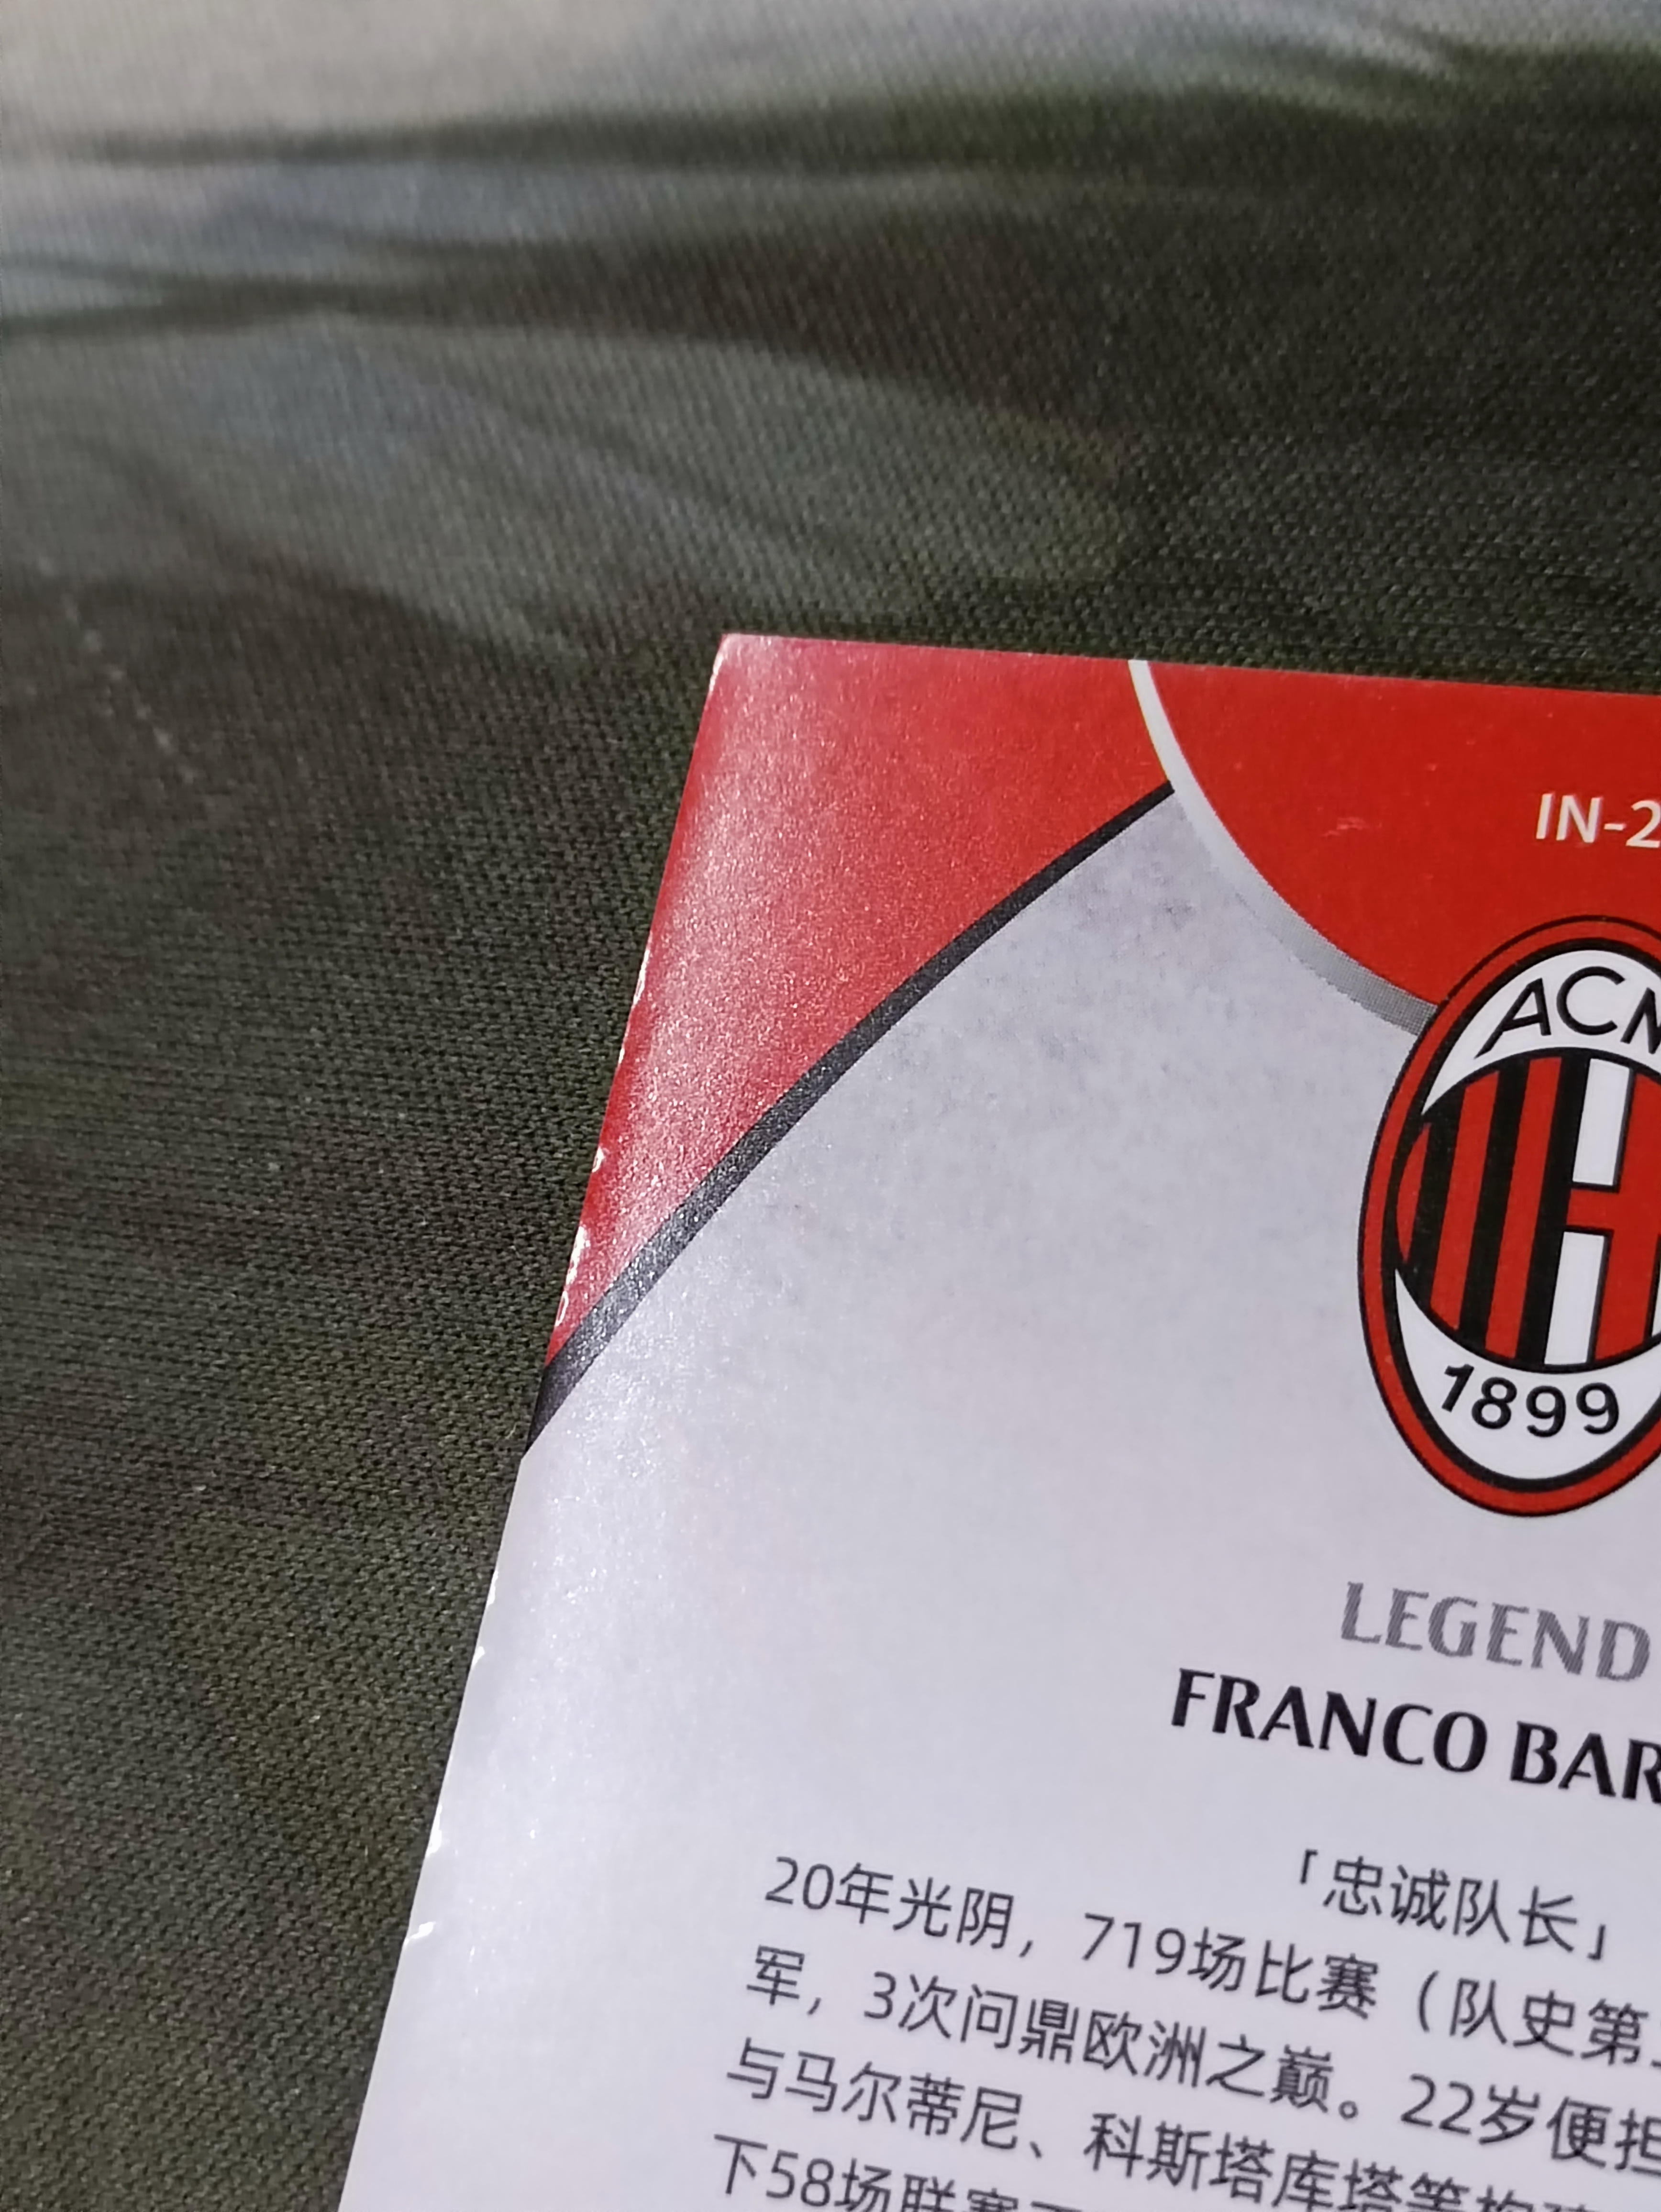 IN-2
ACM
1899
LEGEND
FRANCO BAR
「忠诚队长」
20年光阴，719场比赛（队史第
军，3次问鼎欧洲之巅。22岁便担
与马尔蒂尼、科斯塔库塔等
下58场联赛